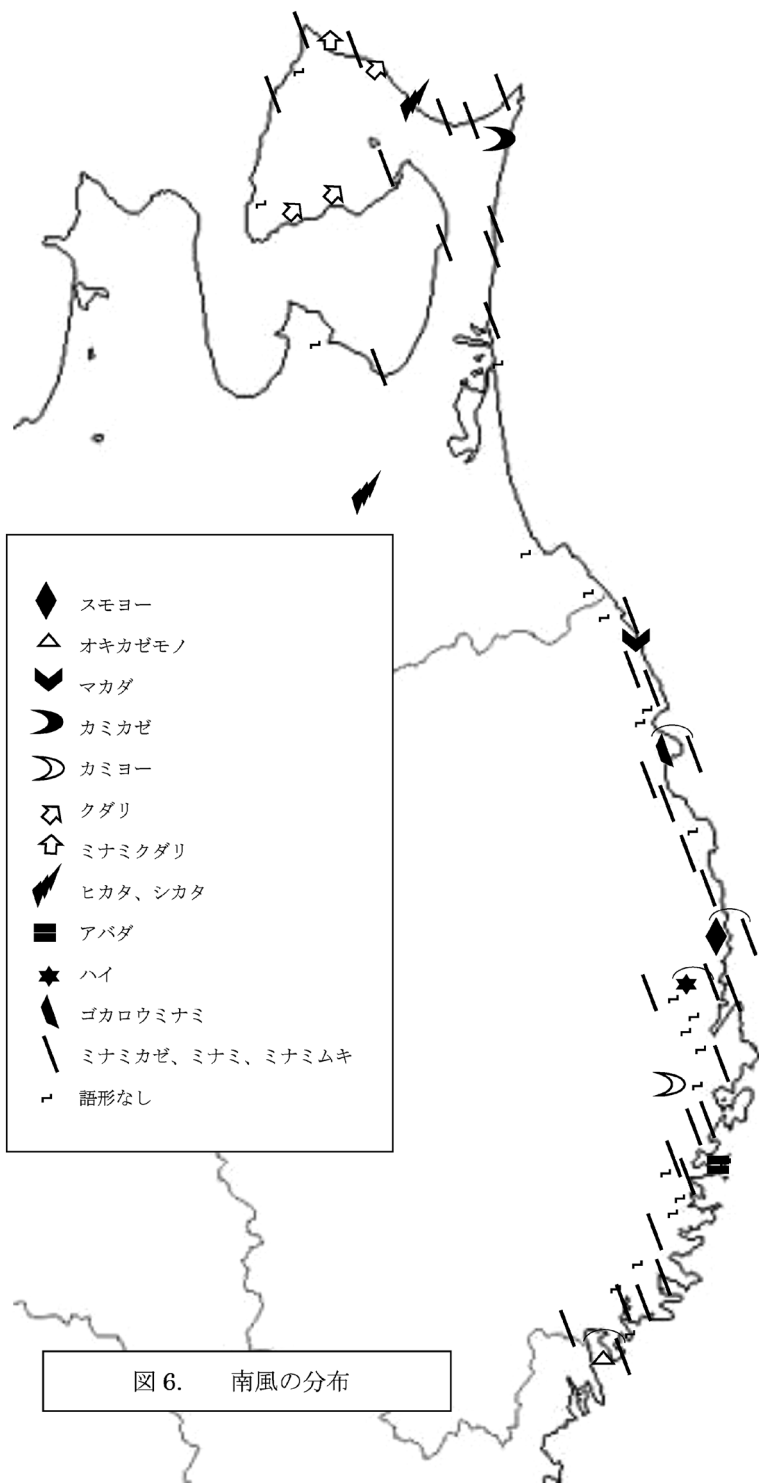 スモヨー
オキカゼモノ
マカダ
カミカゼ
カミヨー
クダリ
ミナミクダリ
ヒカタ、シカタ
アバダ
ハイ
ゴカロウミナミ
ミナミカゼ、ミナミ、ミナミムキ
語形なし
図 6. 南風の分布